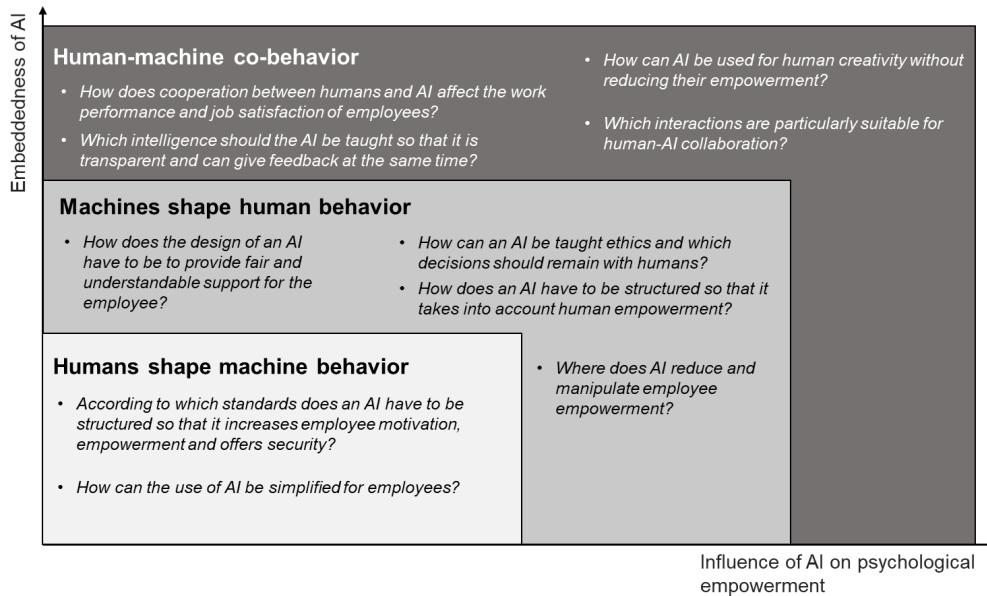 Embeddedness of AI
Human-machine co-behavior
• How does cooperation between humans and AI affect the work
performance and job satisfaction of employees?
• Which intelligence should the AI be taught so that it is
transparent and can give feedback at the same time?
• How can AI be used for human creativity without
reducing their empowerment?
• Which interactions are particularly suitable for
human-AI collaboration?
Machines shape human behavior
• How does the design of an AI
have to be to provide fair and
understandable support for the
employee?
• How can an AI be taught ethics and which
decisions should remain with humans?
• How does an AI have to be structured so that it
takes into account human empowerment?
• Where does AI reduce and
manipulate employee
empowerment?
Humans shape machine behavior
• According to which standards does an AI have to be
structured so that it increases employee motivation,
empowerment and offers security?
• How can the use of AI be simplified for employees?
Influence of AI on psychological
empowerment